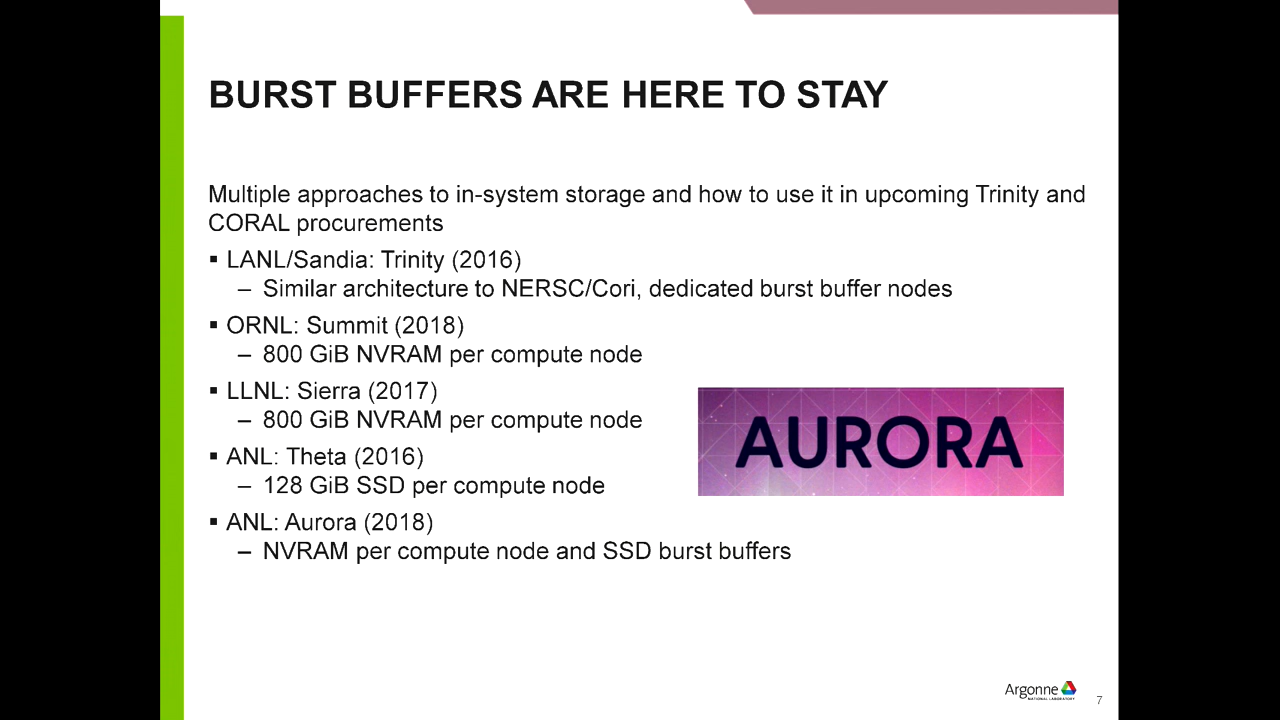 BURST BUFFERS ARE HERE TO STAY
Multiple approaches to in-system storage and how to use it in upcoming Trinity and
CORAL procurements
▪ LANL/Sandia: Trinity (2016)
– Similar architecture to NERSC/Cori, dedicated burst buffer nodes
▪ ORNL: Summit (2018)
– 800 GiB NVRAM per compute node
▪ LLNL: Sierra (2017)
– 800 GiB NVRAM per compute node
▪ ANL: Theta (2016)
– 128 GiB SSD per compute node
▪ ANL: Aurora (2018)
– NVRAM per compute node and SSD burst buffers
AURORA
Argonne
NATIONAL LABORATORY
7